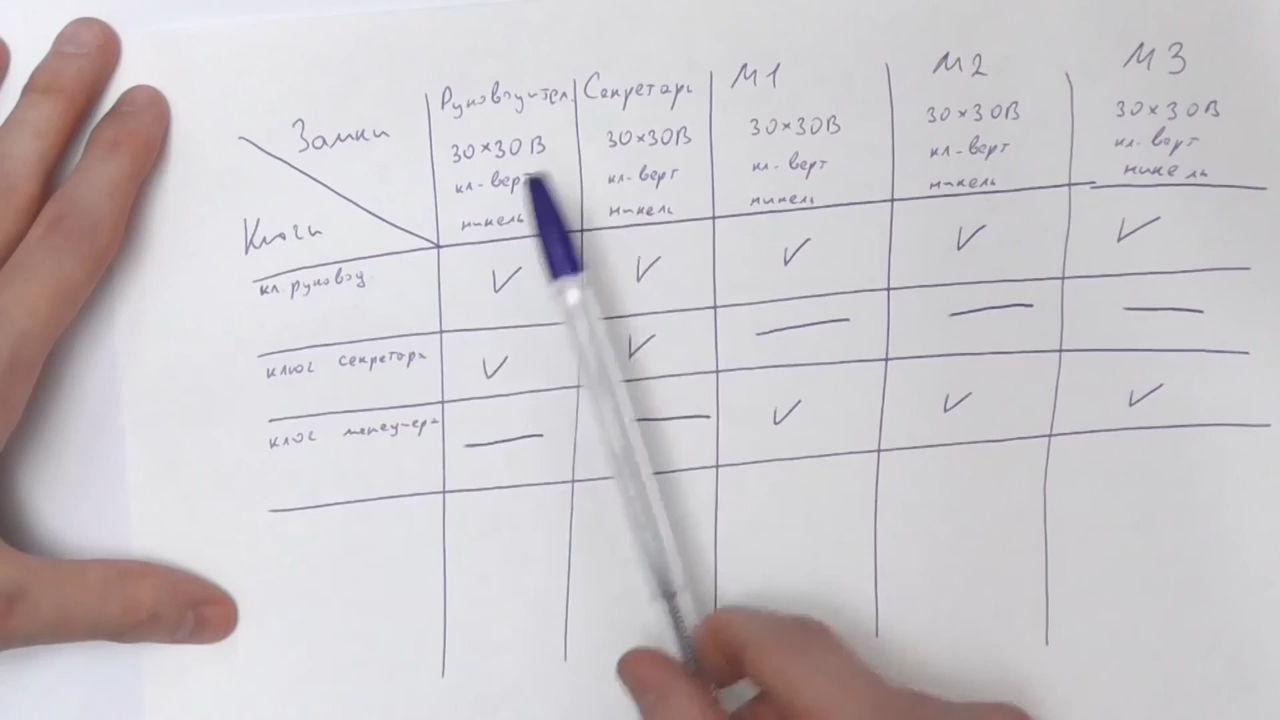 Замки
Ключи
Руководител
30×30В
кл-верт
никель
Секретарь
30×30В
кл-верт
никель
М1
30×30В
кл-верт
никель
М2
30×30В
кл-верт
никель
М3
30×30В
кл-верт
никель
кл руковод
ключ секретаря
ключ менеджера